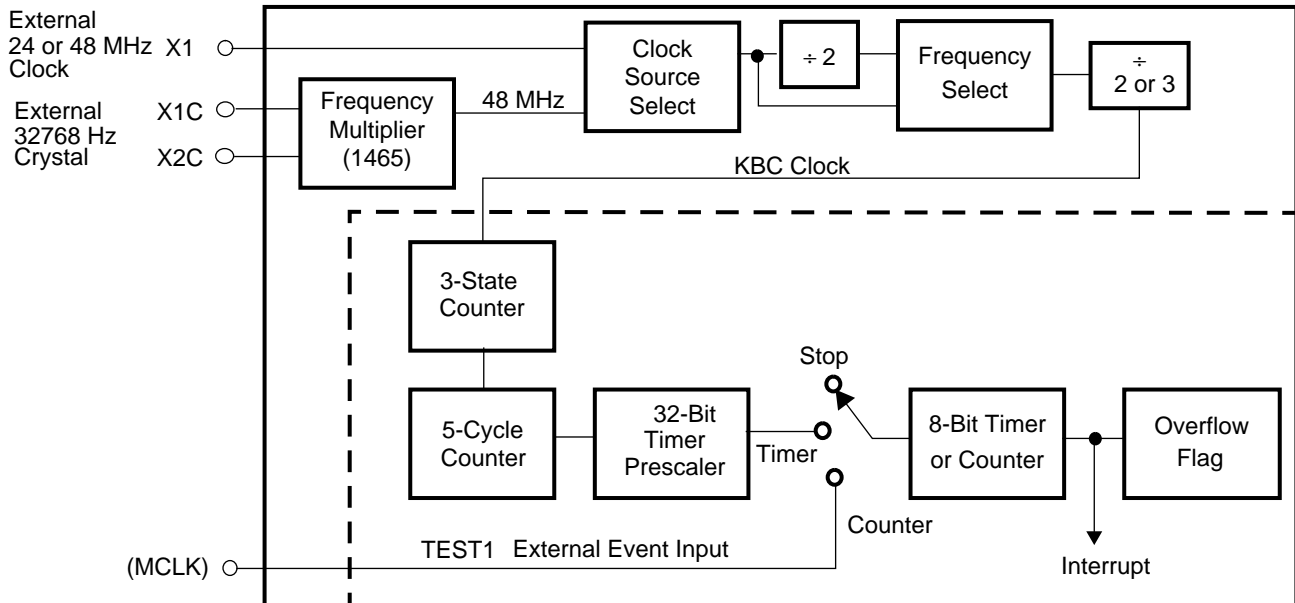 External
24 or 48 MHz X1
Clock
External
32768 Hz
Crystal
X1C
X2C
Frequency
Multiplier
(1465)
48 MHz
Clock
Source
Select
÷ 2
Frequency
Select
÷
2 or 3
KBC Clock
3-State
Counter
5-Cycle
Counter
32-Bit
Timer
Prescaler
Stop
Timer
Counter
8-Bit Timer
or Counter
Overflow
Flag
Interrupt
TEST1 External Event Input
(MCLK)